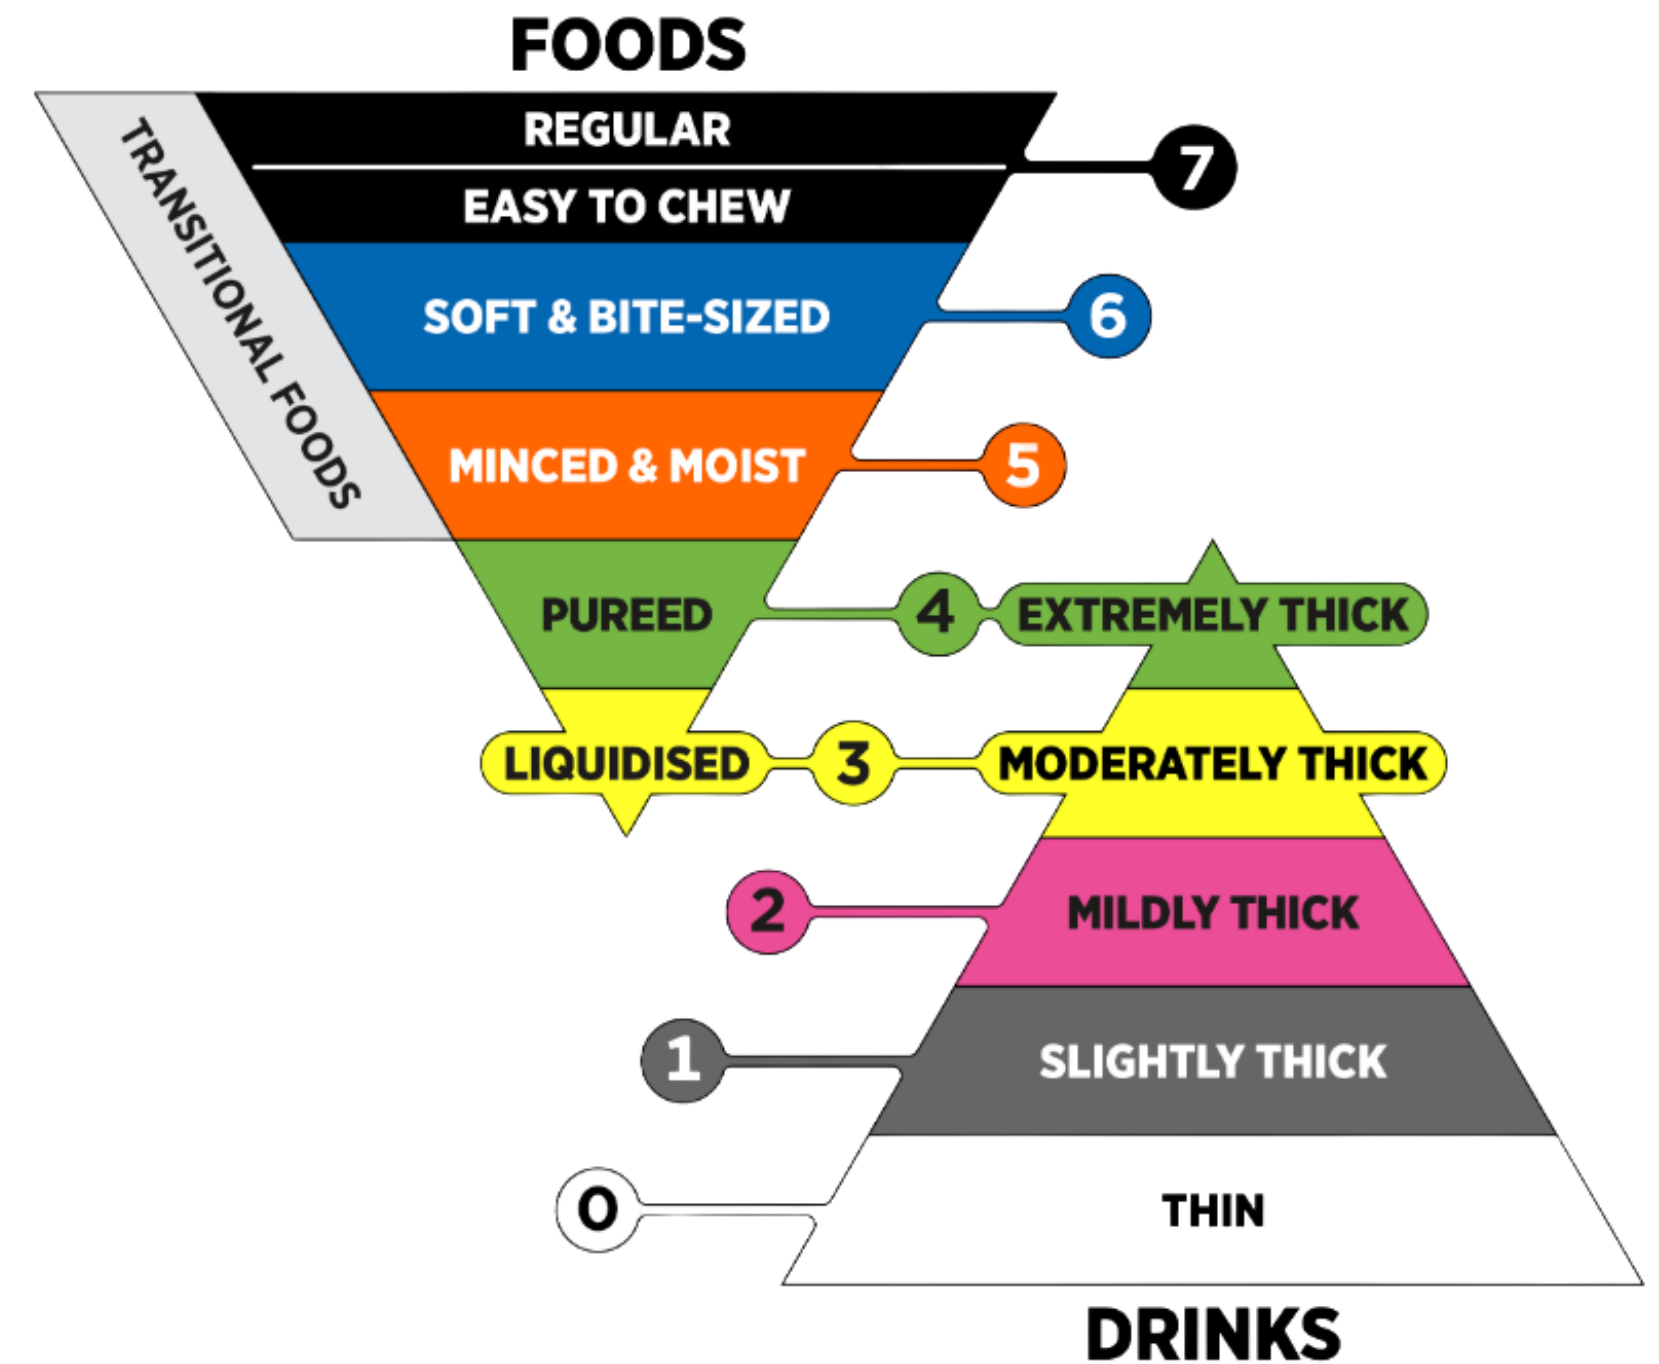 FOODS
TRANSITIONAL FOODS
REGULAR
7
EASY TO CHEW
SOFT & BITE-SIZED
6
MINCED & MOIST
5
PUREED
4
EXTREMELY THICK
LIQUIDISED
3
MODERATELY THICK
2
MILDLY THICK
1
SLIGHTLY THICK
0
THIN
DRINKS